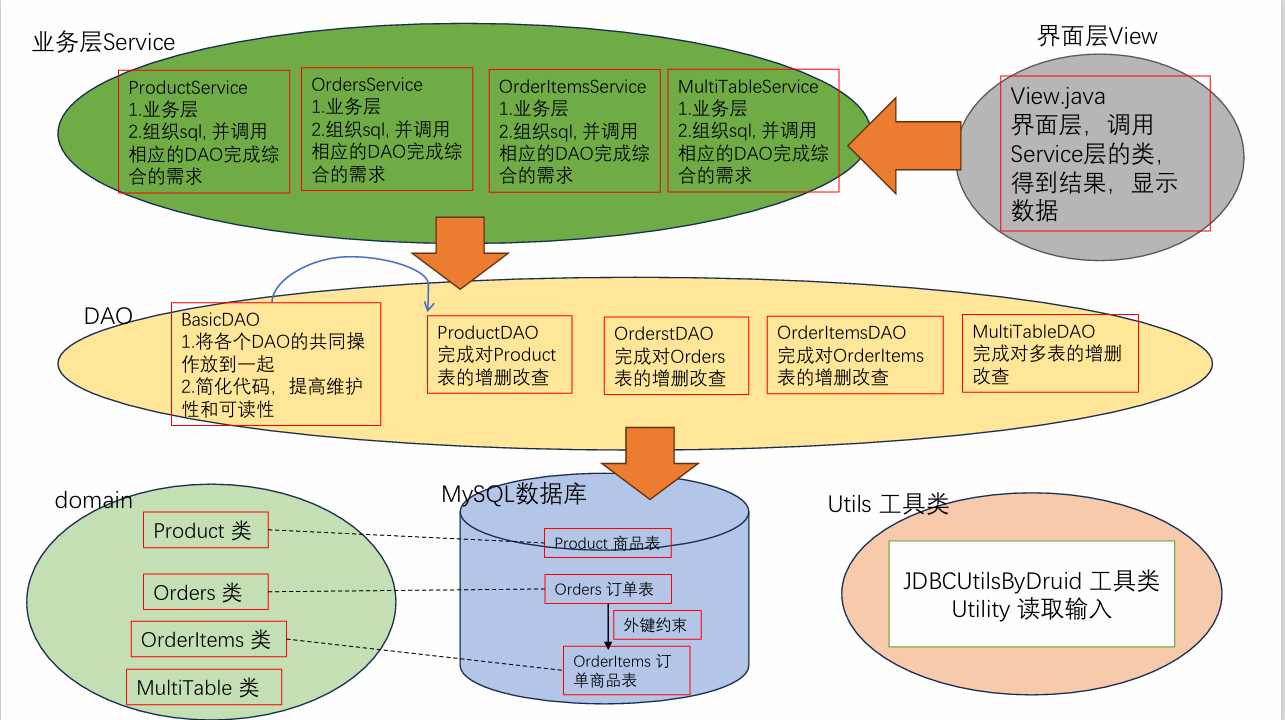 业务层Service
界面层View
ProductService
1.业务层
2.组织sql, 并调用
相应的DAO完成综
合的需求
OrdersService
1.业务层
2.组织sql, 并调用
相应的DAO完成综
合的需求
OrderItemsService
1.业务层
2.组织sql, 并调用
相应的DAO完成综
合的需求
MultiTableService
1.业务层
2.组织sql, 并调用
相应的DAO完成综
合的需求
View.java
界面层，调用
Service层的类，
得到结果，显示
数据
DAO
BasicDAO
1.将各个DAO的共同操
作放到一起
2.简化代码，提高维护
性和可读性
ProductDAO
完成对Product
表的增删改查
OrderstDAO
完成对Orders
表的增删改查
OrderItemsDAO
完成对OrderItems
表的增删改查
MultiTableDAO
完成对多表的增删
改查
domain
Product 类
Orders 类
OrderItems 类
MultiTable 类
MySQL数据库
Product 商品表
Orders 订单表
外键约束
OrderItems 订
单商品表
Utils 工具类
JDBCUtilsByDruid 工具类
Utility 读取输入